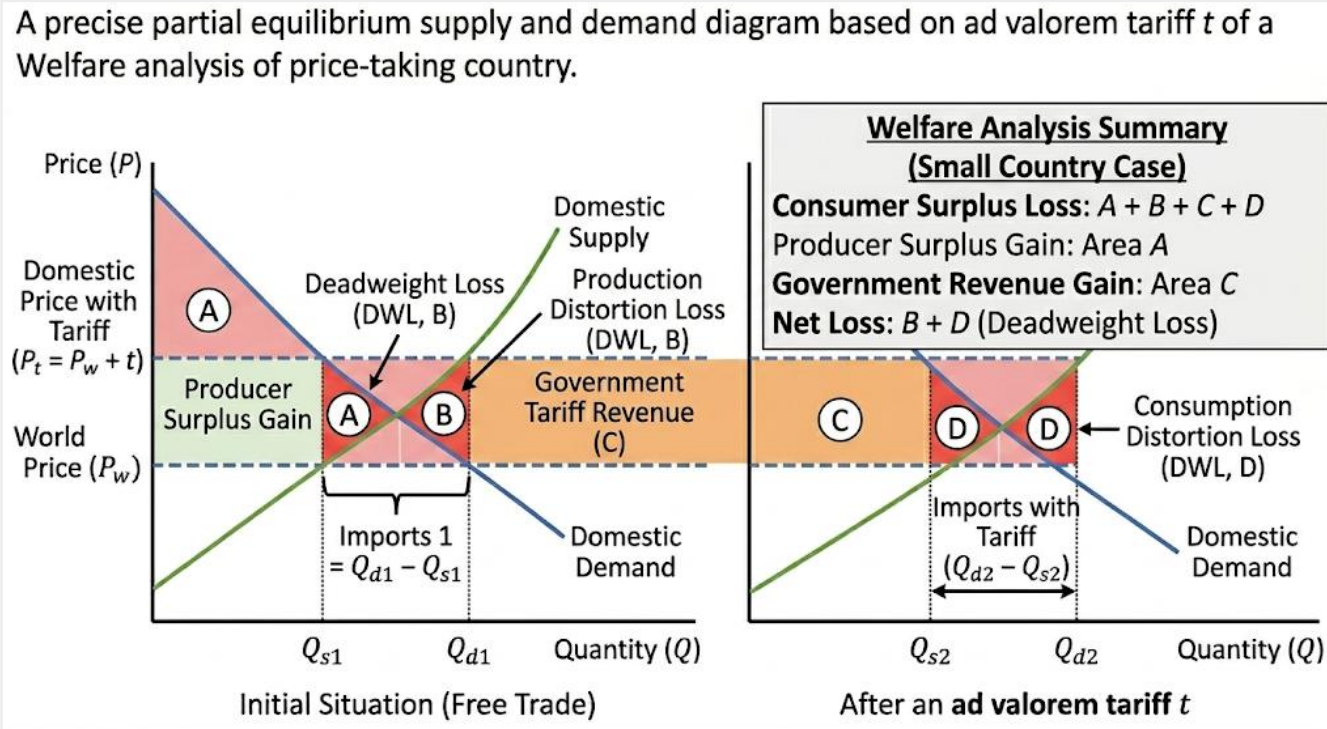 A precise partial equilibrium supply and demand diagram based on ad valorem tariff t of a
Welfare analysis of price-taking country.
Price (P)
Domestic
Price with
Tariff
(Pt = Pw + t)
World
Price (Pw)
A
Deadweight Loss
(DWL, B)
Domestic
Supply
Production
Distortion Loss
(DWL, B)
Producer
Surplus Gain
A
B
Government
Tariff Revenue
(C)
Imports 1
= Qd1 − Qs1
Domestic
Demand
Qs1
Qd1
Quantity (Q)
Initial Situation (Free Trade)
Welfare Analysis Summary
(Small Country Case)
Consumer Surplus Loss: A + B + C + D
Producer Surplus Gain: Area A
Government Revenue Gain: Area C
Net Loss: B + D (Deadweight Loss)
C
D
D
Consumption
Distortion Loss
(DWL, D)
Imports with
Tariff
(Qd2 − Qs2)
Domestic
Demand
Qs2
Qd2
Quantity (Q)
After an ad valorem tariff t